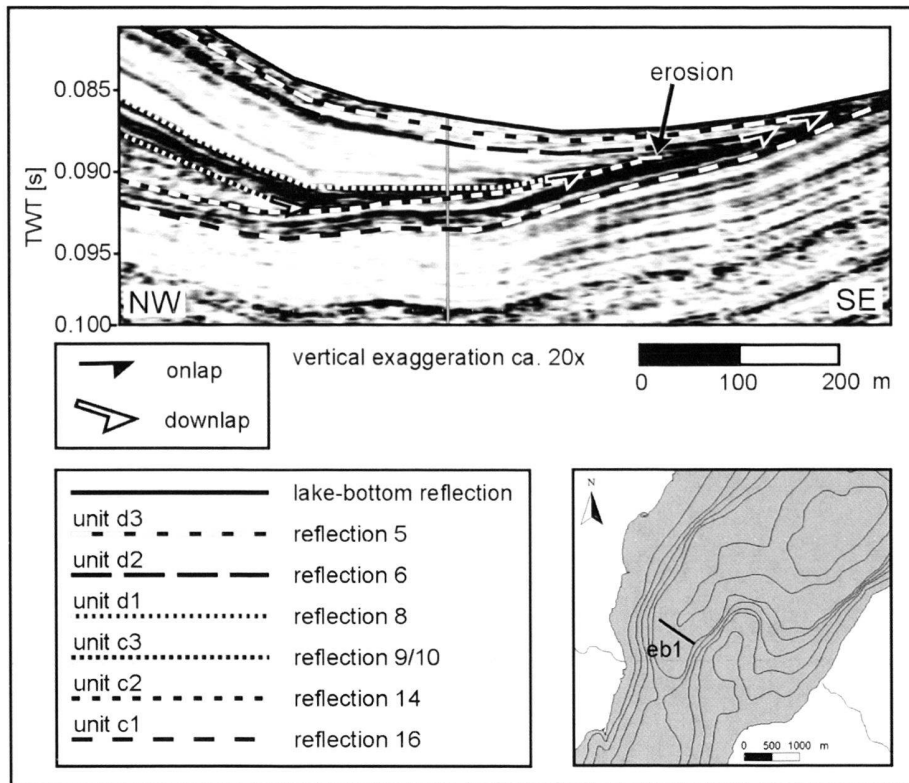 erosion
0.085
0.090
0.095
0.100
TWT [s]
NW
SE
onlap
downlap
vertical exaggeration ca. 20x
0 100 200 m
lake-bottom reflection
unit d3
reflection 5
unit d2
reflection 6
unit d1
reflection 8
unit c3
reflection 9/10
unit c2
reflection 14
unit c1
reflection 16
N
eb1
0 500 1000 m